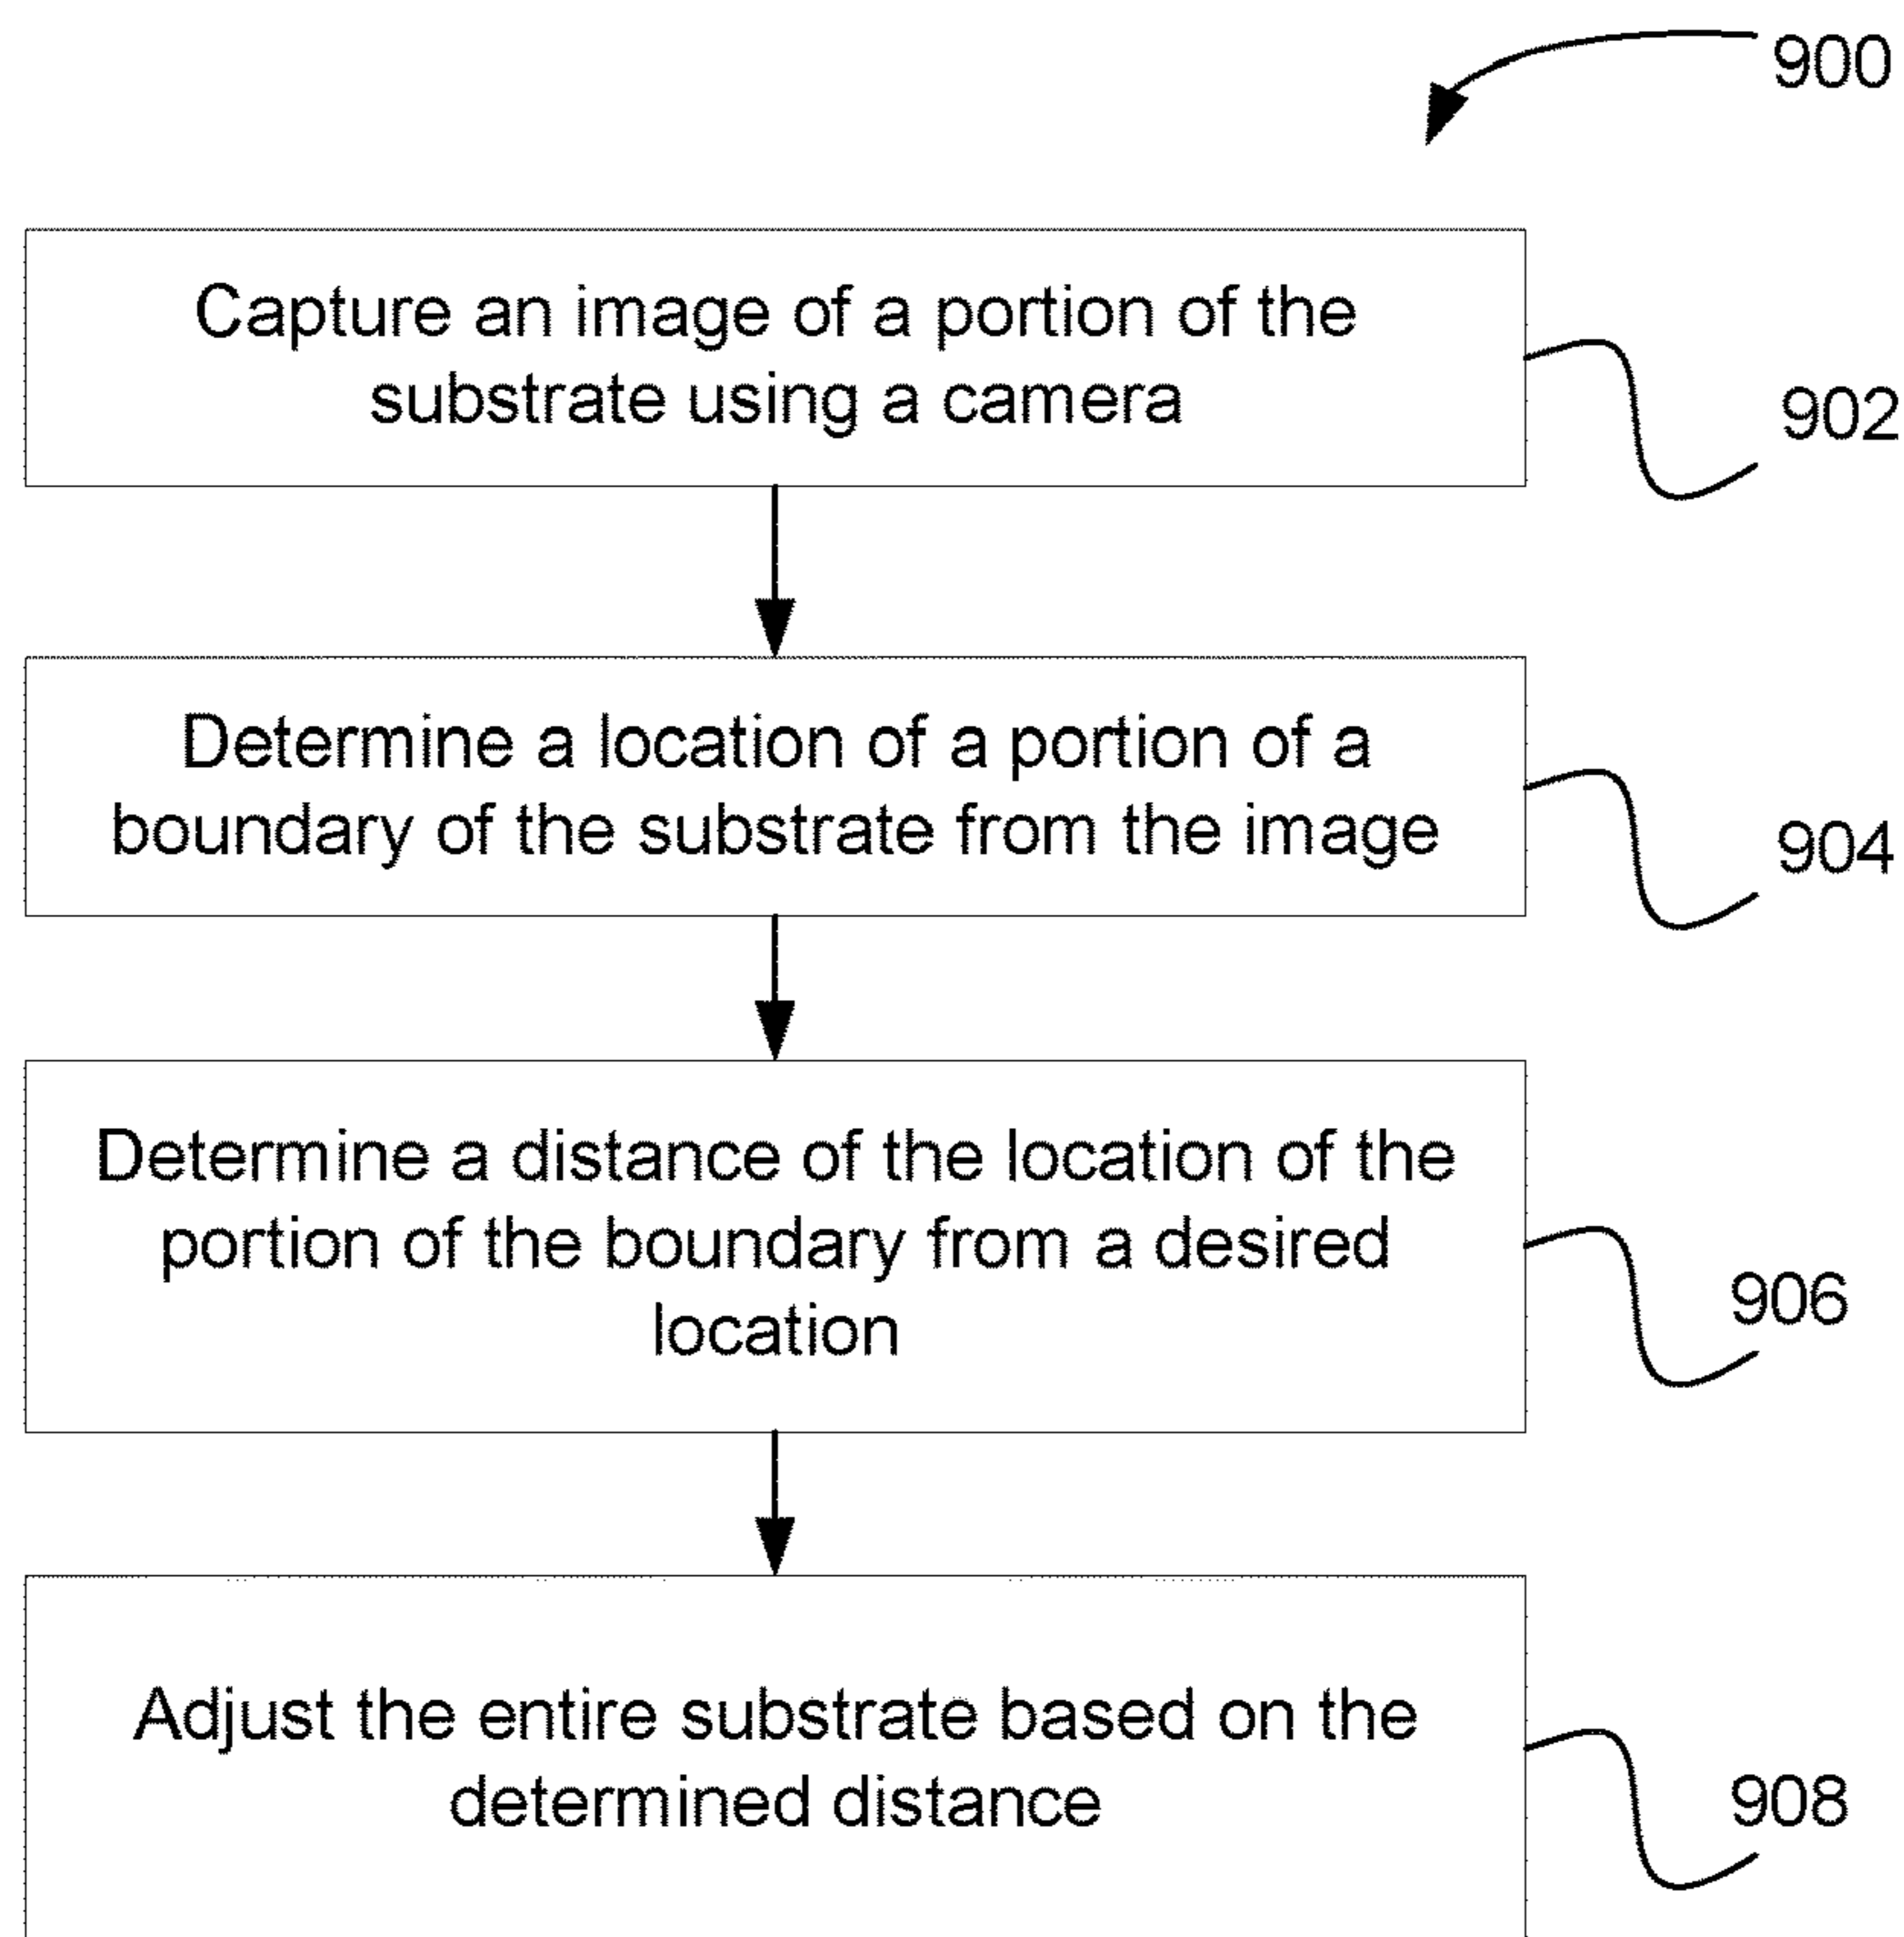 900
Capture an image of a portion of the
substrate using a camera
902
Determine a location of a portion of a
boundary of the substrate from the image
904
Determine a distance of the location of the
portion of the boundary from a desired
location
906
Adjust the entire substrate based on the
determined distance
908